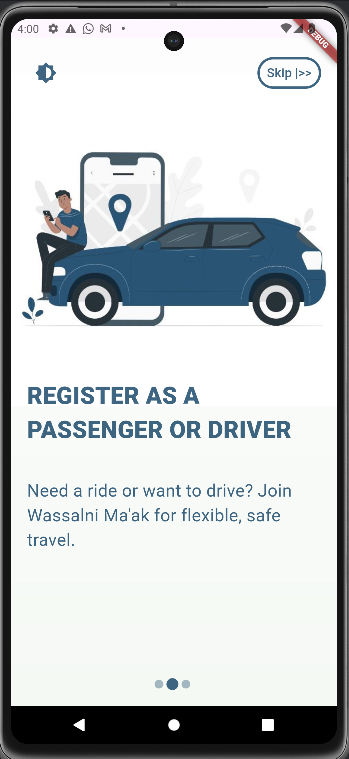 4:00
DEBUG
Skip |>>
REGISTER AS A
PASSENGER OR DRIVER
Need a ride or want to drive? Join
Wassalni Ma'ak for flexible, safe
travel.